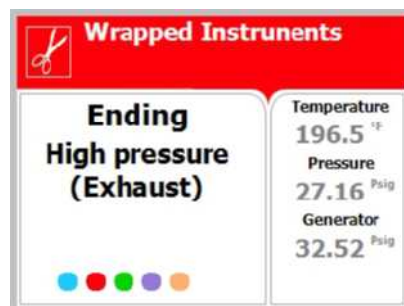 Wrapped Instrunents
Ending
High pressure
(Exhaust)
Temperature
196.5 °F
Pressure
27.16 Psig
Generator
32.52 Psig